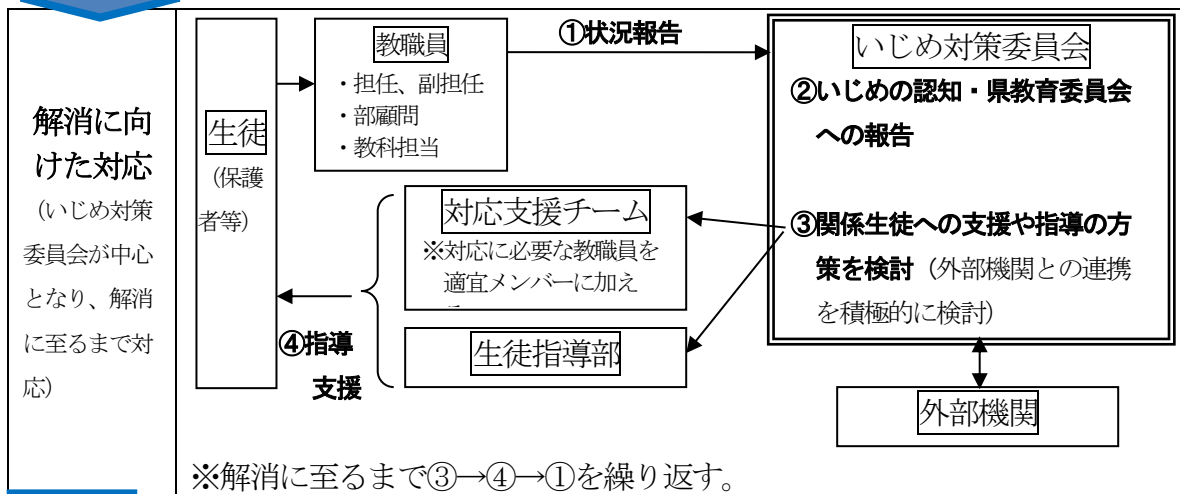 解消に向
けた対応
（いじめ対策
委員会が中心
となり、解消
に至るまで対
応）
生徒
（保護
者等）
教職員
・担任、副担任
・部顧問
・教科担当
①状況報告
いじめ対策委員会
②いじめの認知・県教育委員会
への報告
③関係生徒への支援や指導の方
策を検討（外部機関との連携
を積極的に検討）
対応支援チーム
※対応に必要な教職員を
適宜メンバーに加え
生徒指導部
④指導
支援
外部機関
※解消に至るまで③→④→①を繰り返す。